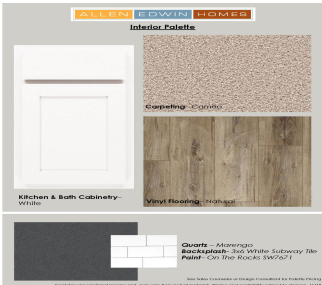 ALLEN EDWIN HOMES
Interior Palette
Carpeting–Cameo
Kitchen & Bath Cabinetry–
White
Vinyl Flooring– Natural
Quartz – Marengo
Backsplash– 3x6 White Subway Tile
Paint– On The Rocks SW7671
See Sales Counselor or Design Consultant for Palette Pricing